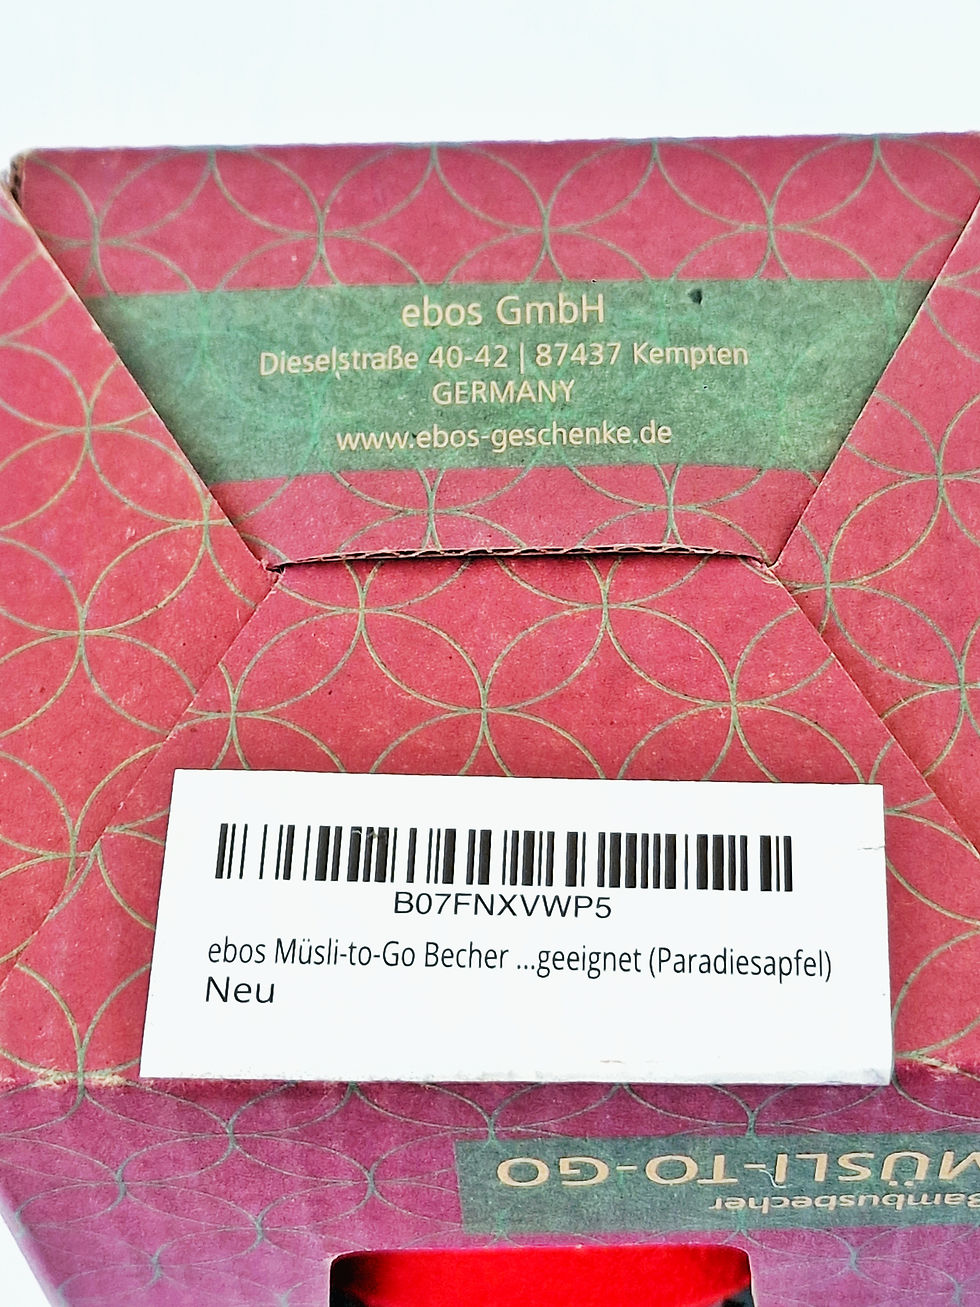 ebos GmbH
Dieselstraße 40-42 | 87437 Kempten
GERMANY
www.ebos-geschenke.de
B07FNXVWP5
ebos Müsli-to-Go Becher ...geeignet (Paradiesapfel)
Neu
Bambusbecher
MÜSLI-TO-GO